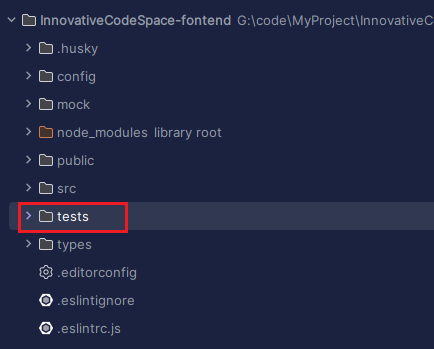 InnovativeCodeSpace-fontend G:\code\MyProject\InnovativeC
.husky
config
mock
node_modules library root
public
src
tests
types
.editorconfig
.eslintignore
.eslintrc.js